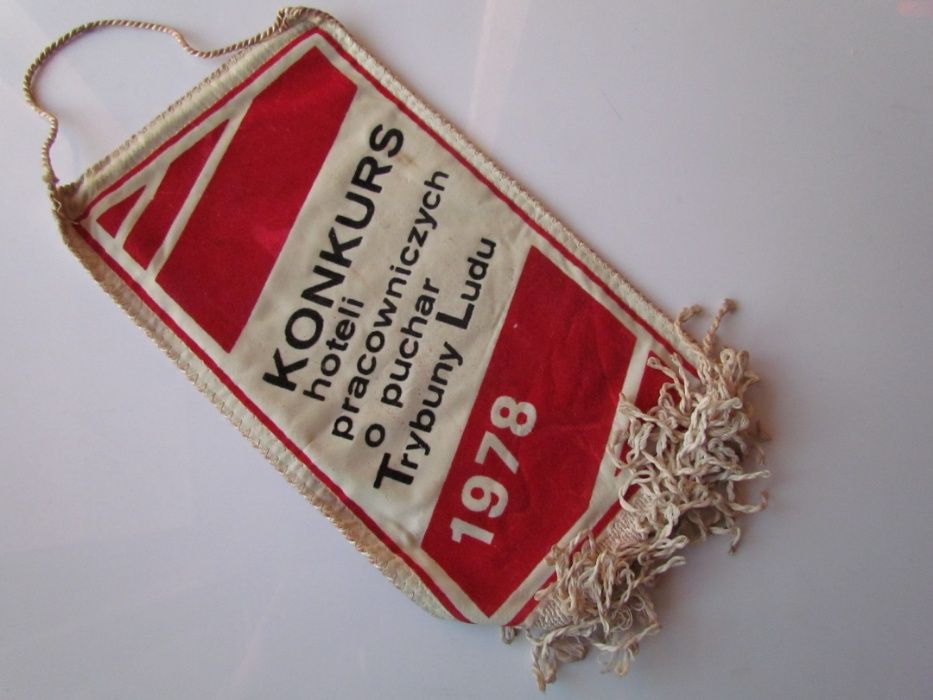 KONKURS
hoteli
pracowniczych
o puchar
Trybuny Ludu
1978